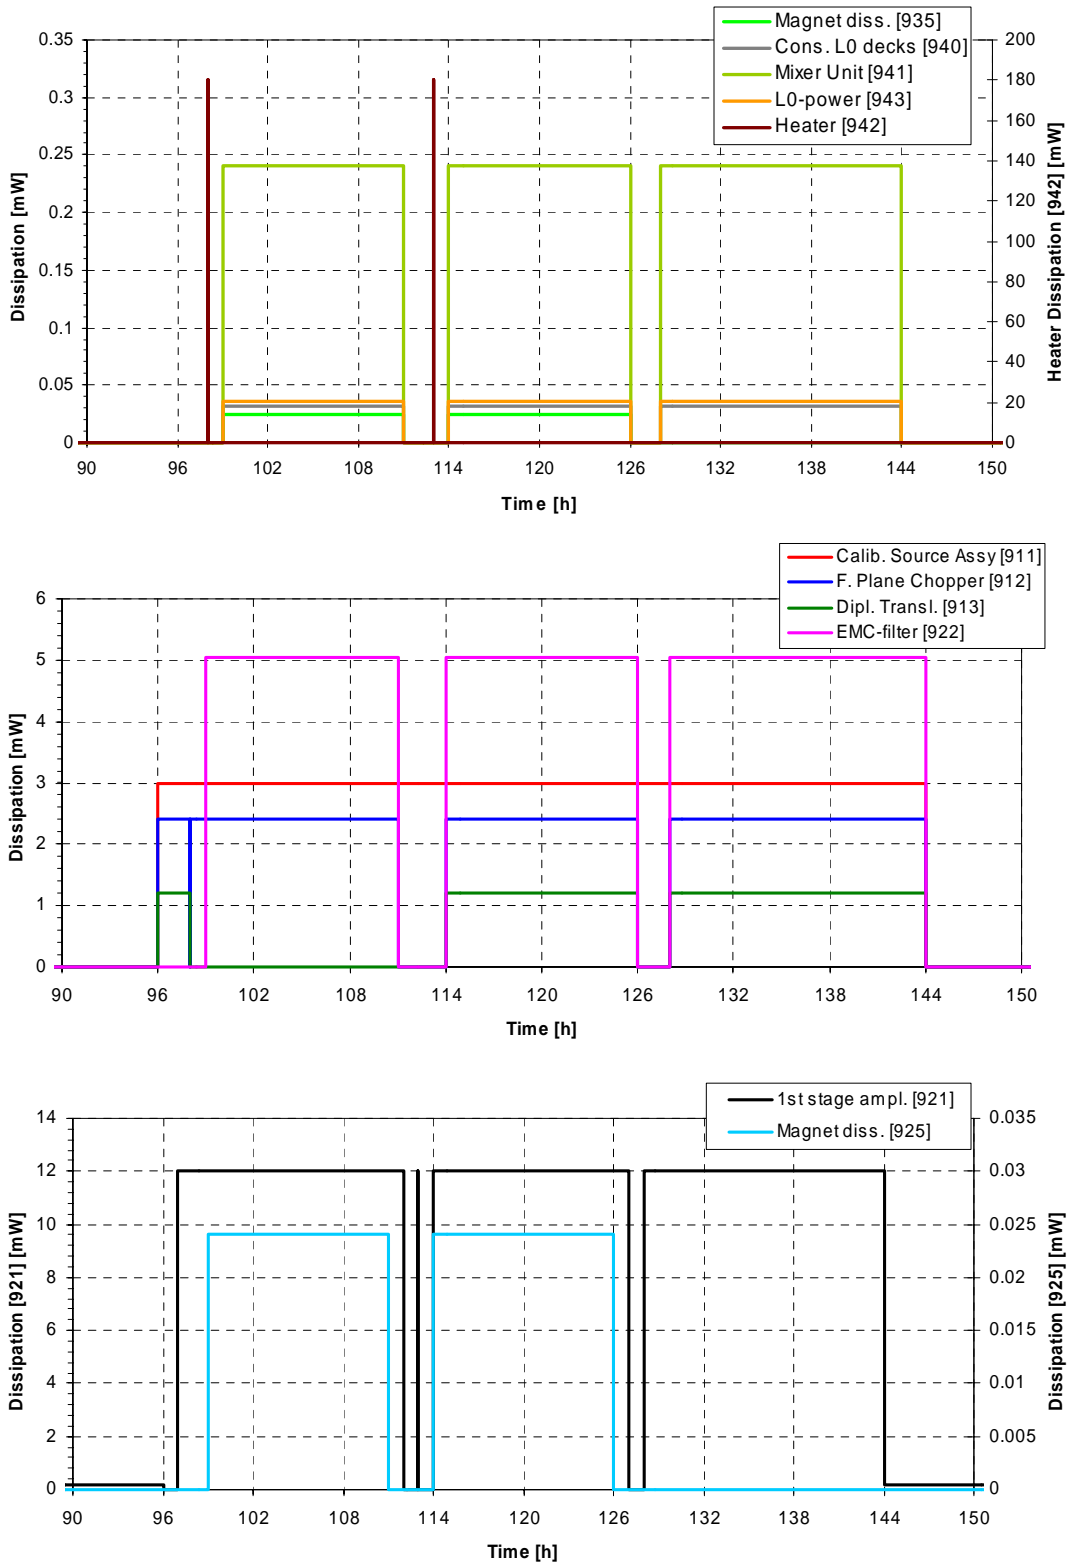 Magnet diss. [935]
Cons. L0 decks [940]
Mixer Unit [941]
L0-power [943]
Heater [942]
0.35
0.3
0.25
0.2
0.15
0.1
0.05
0
200
180
160
140
120
100
80
60
40
20
0
Dissipation [mW]
Heater Dissipation [942] [mW]
90 96 102 108 114 120 126 132 138 144 150
Time [h]
Calib. Source Assy [911]
F. Plane Chopper [912]
Dipl. Transl. [913]
EMC-filter [922]
6
5
4
3
2
1
0
Dissipation [mW]
90 96 102 108 114 120 126 132 138 144 150
Time [h]
1st stage ampl. [921]
Magnet diss. [925]
14
12
10
8
6
4
2
0
0.035
0.03
0.025
0.02
0.015
0.01
0.005
0
Dissipation [921] [mW]
Dissipation [925] [mW]
90 96 102 108 114 120 126 132 138 144 150
Time [h]